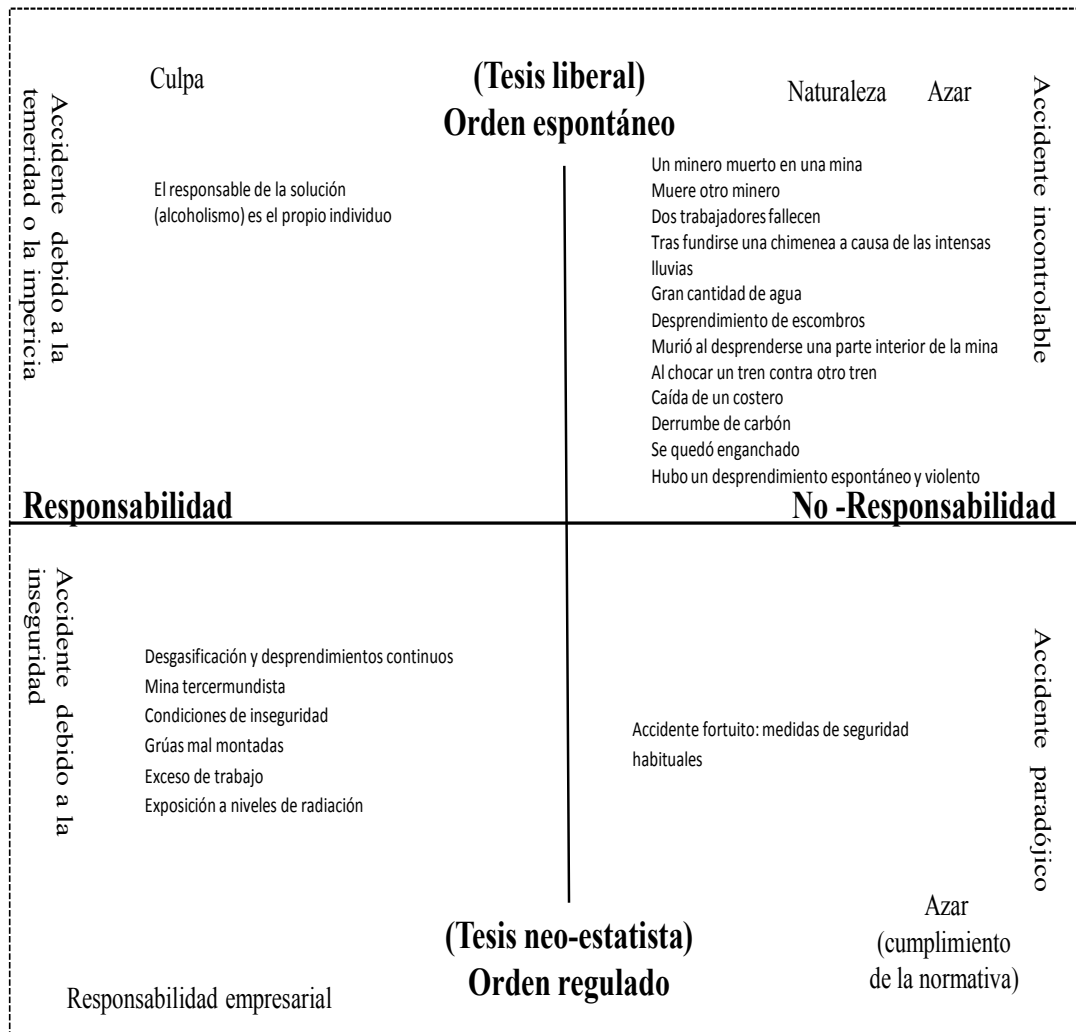 Culpa
(Tesis liberal)
Orden espontáneo
Naturaleza Azar
Accidente debido a la
temeridad o la impericia
El responsable de la solución
(alcoholismo) es el propio individuo
Un minero muerto en una mina
Muere otro minero
Dos trabajadores fallecen
Tras fundirse una chimenea a causa de las intensas
lluvias
Gran cantidad de agua
Desprendimiento de escombros
Murió al desprenderse una parte interior de la mina
Al chocar un tren contra otro tren
Caída de un costero
Derrumbe de carbón
Se quedó enganchado
Hubo un desprendimiento espontáneo y violento
Accidente incontrolable
Responsabilidad
No -Responsabilidad
Accidente debido a la
inseguridad
Desgasificación y desprendimientos continuos
Mina tercermundista
Condiciones de inseguridad
Grúas mal montadas
Exceso de trabajo
Exposición a niveles de radiación
Accidente fortuito: medidas de seguridad
habituales
Accidente paradójico
(Tesis neo-estatista)
Orden regulado
Responsabilidad empresarial
Azar
(cumplimiento
de la normativa)